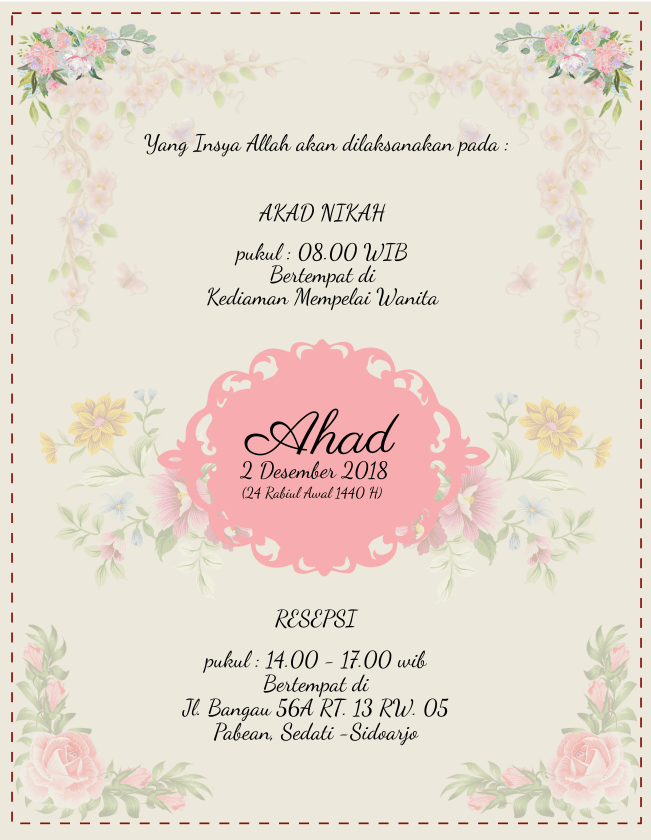 Yang Insya Allah akan dilaksanakan pada :
AKAD NIKAH
pukul : 08.00 WIB
Bertempat di
Kediaman Mempelai Wanita
Ahad
2 Desember 2018
(24 Rabiul Awal 1440 H)
RESEPSI
pukul : 14.00 - 17.00 wib
Bertempat di
Jl. Bangau 56A RT. 13 RW. 05
Pabean, Sedati -Sidoarjo